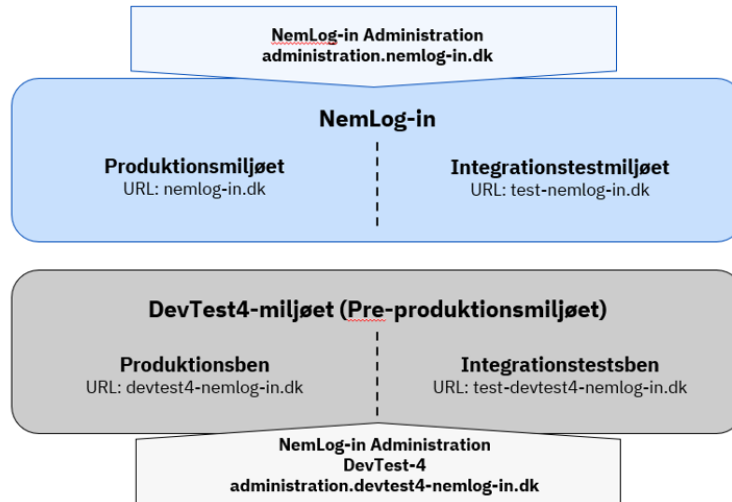 NemLog-in Administration
administration.nemlog-in.dk
NemLog-in
Produktionsmiljøet
URL: nemlog-in.dk
Integrationstestmiljøet
URL: test-nemlog-in.dk
DevTest4-miljøet (Pre-produktionsmiljøet)
Produktionsben
URL: devtest4-nemlog-in.dk
Integrationstestsben
URL: test-devtest4-nemlog-in.dk
NemLog-in Administration
DevTest-4
administration.devtest4-nemlog-in.dk